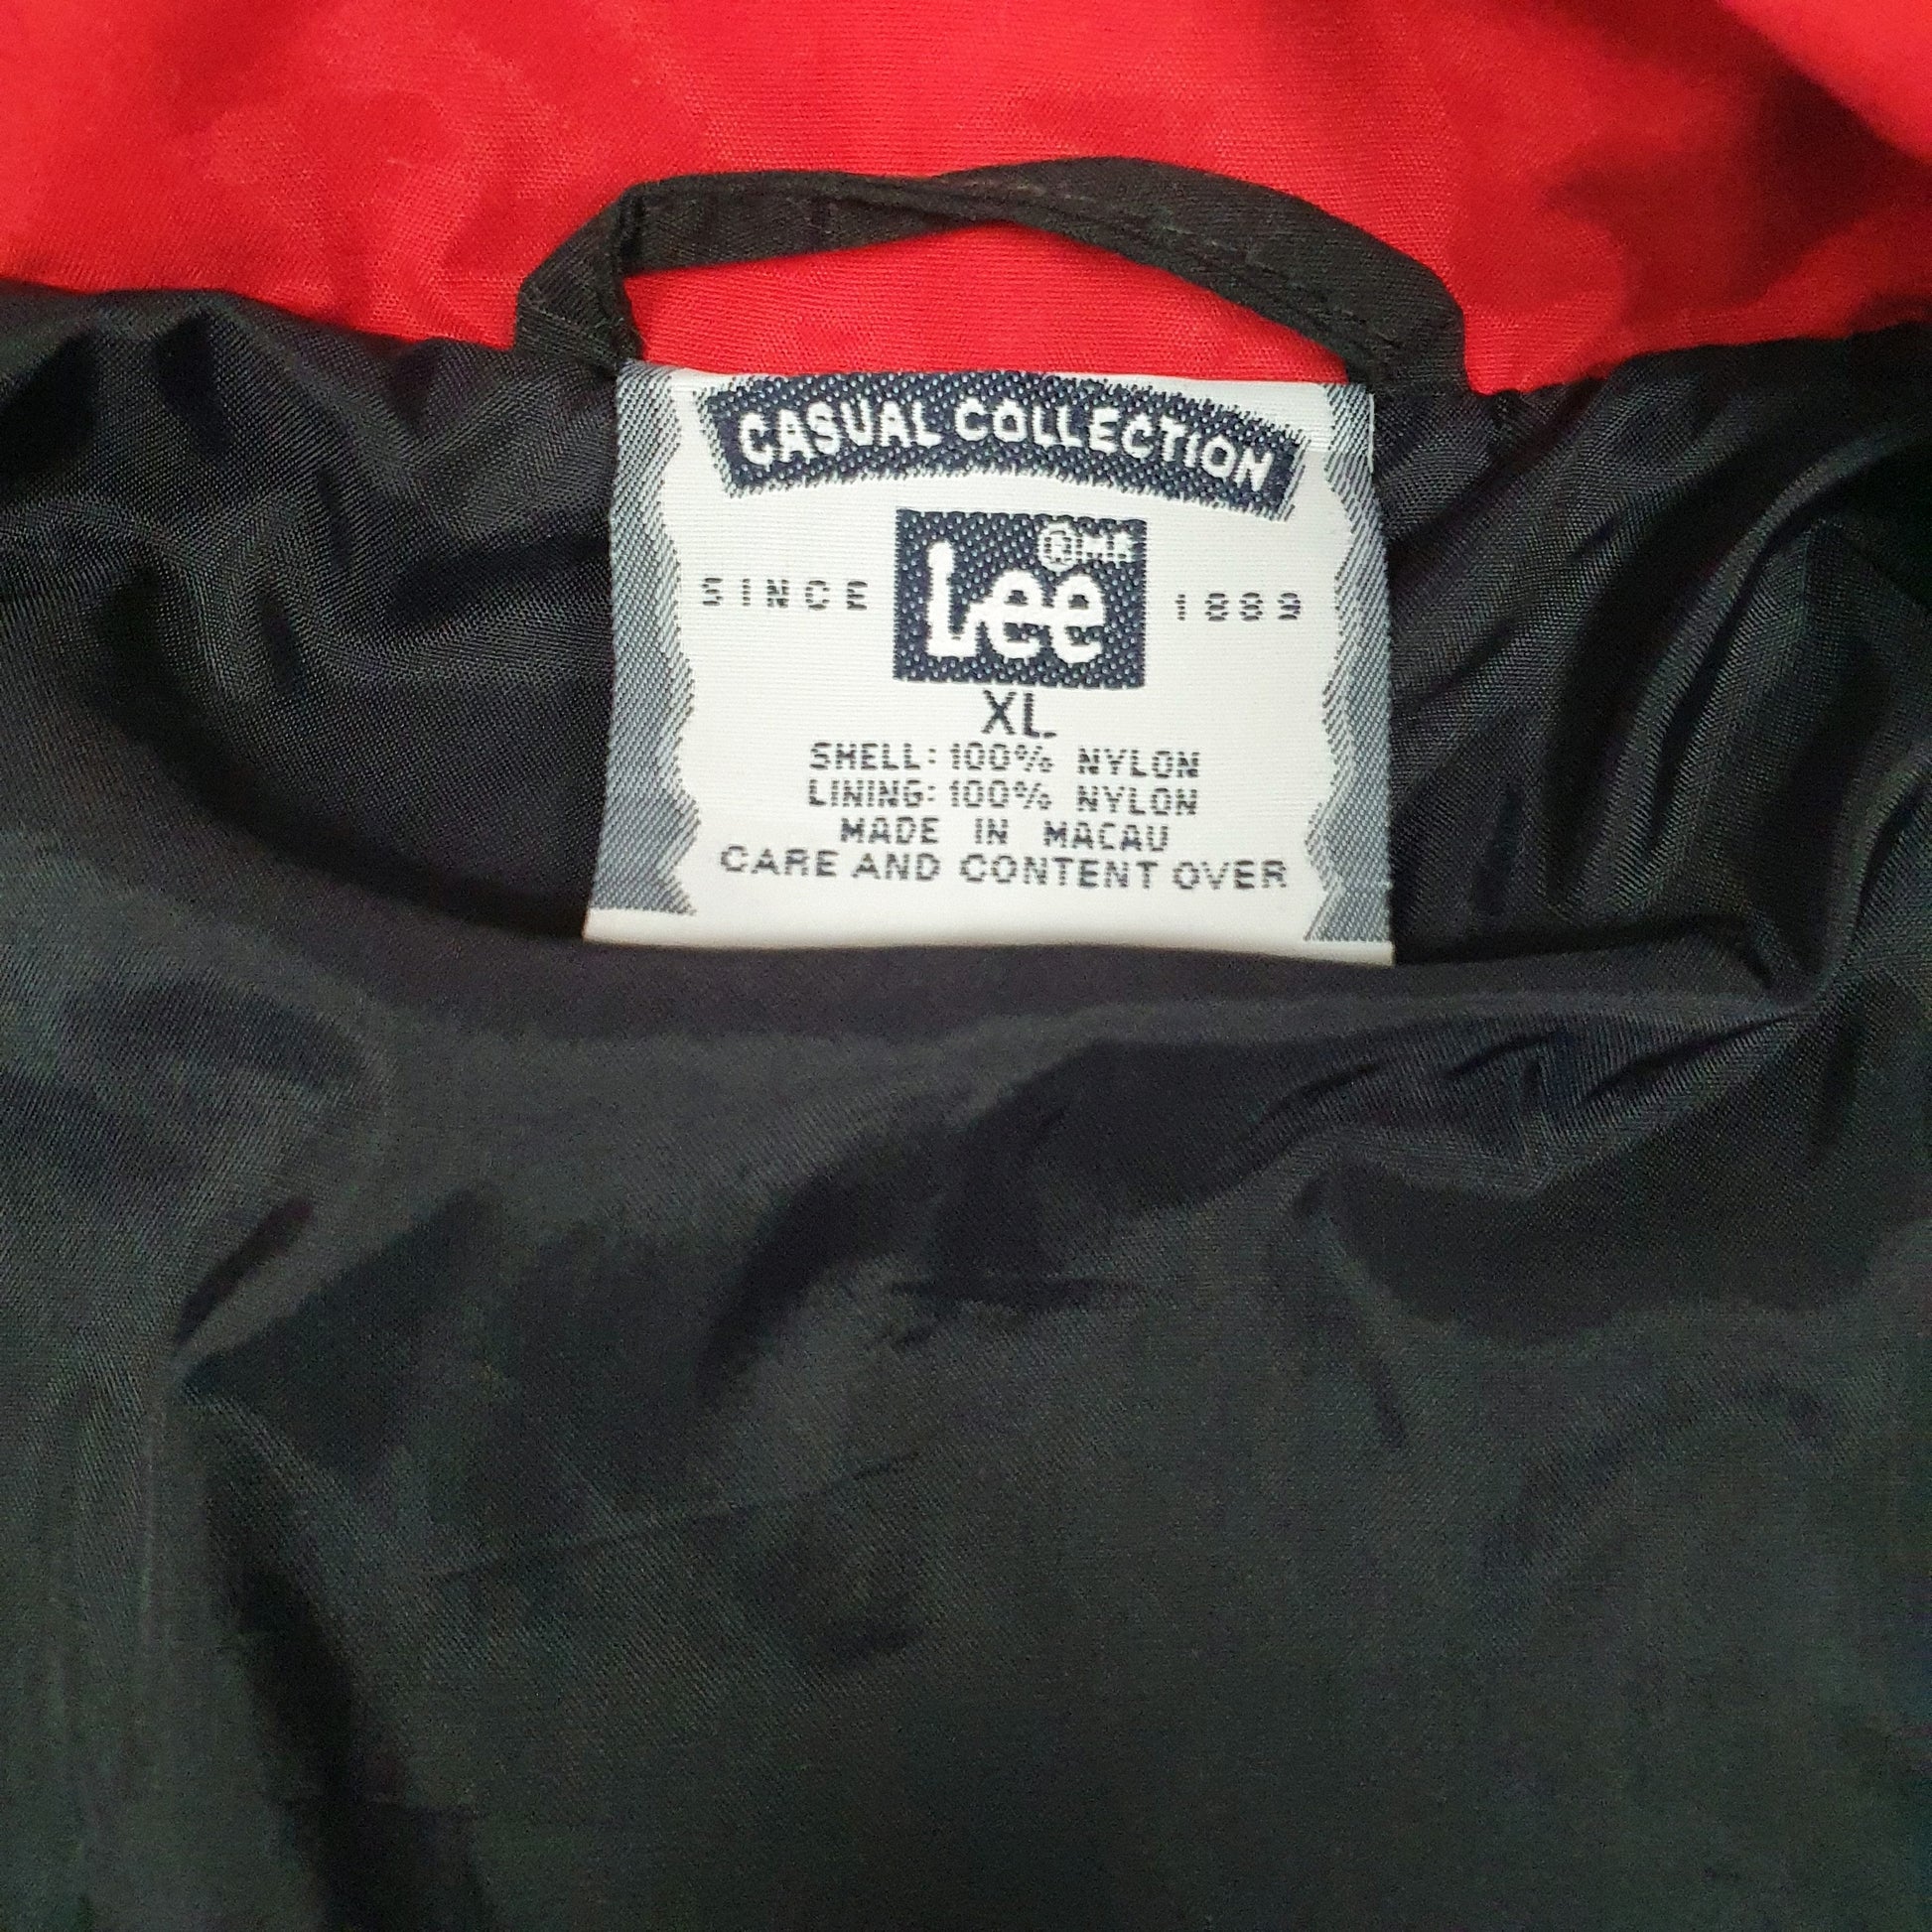 CASUAL COLLECTION
Lee ®MR
SINCE 1889
XL
SHELL: 100% NYLON
LINING: 100% NYLON
MADE IN MACAU
CARE AND CONTENT OVER